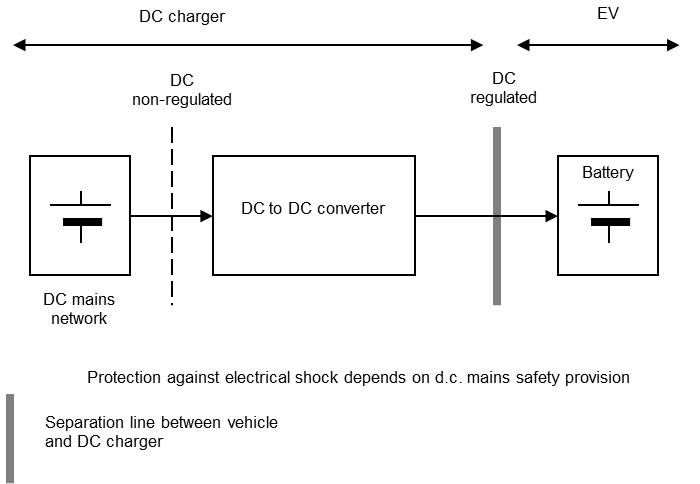 DC charger
EV
DC
non-regulated
DC
regulated
Battery
DC to DC converter
DC mains
network
Protection against electrical shock depends on d.c. mains safety provision
Separation line between vehicle
and DC charger